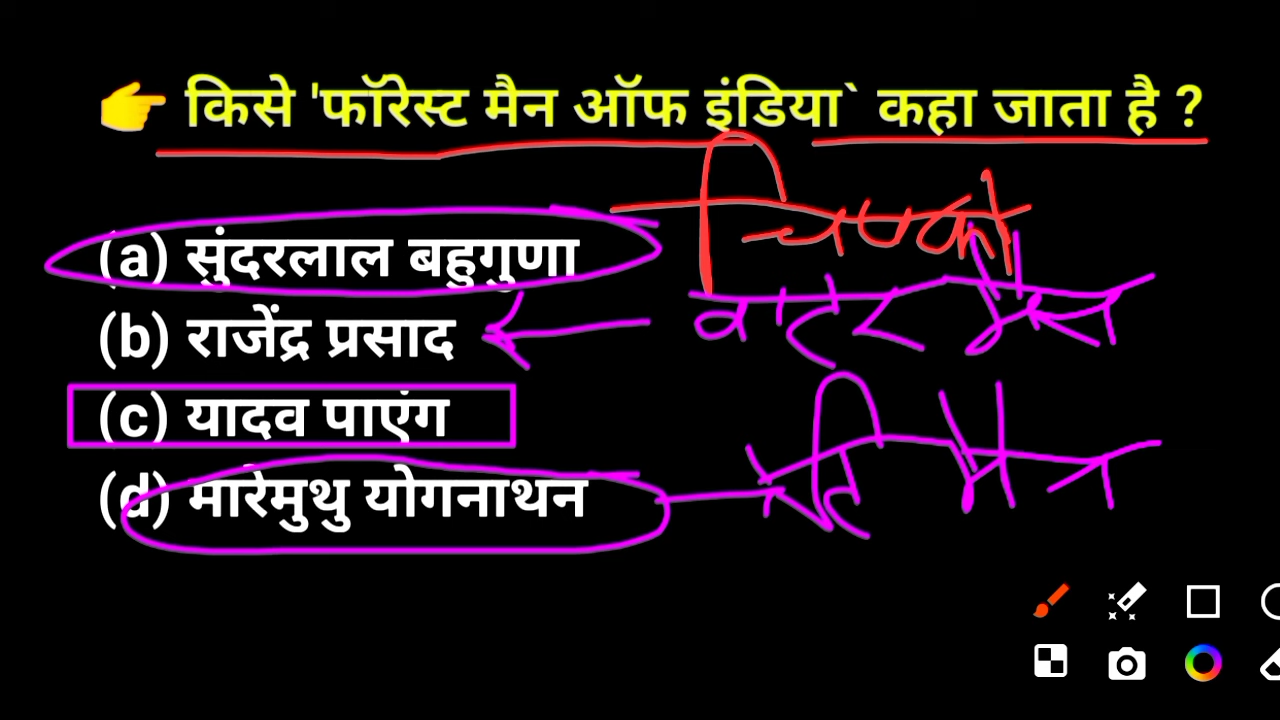 👉 किसे 'फॉरेस्ट मैन ऑफ इंडिया` कहा जाता है ?
(a) सुंदरलाल बहुगुणा
चिपको
(b) राजेंद्र प्रसाद
वाटर मैन
(c) यादव पाएंग
(d) मारिमुथु योगनाथन
ट्री मैन